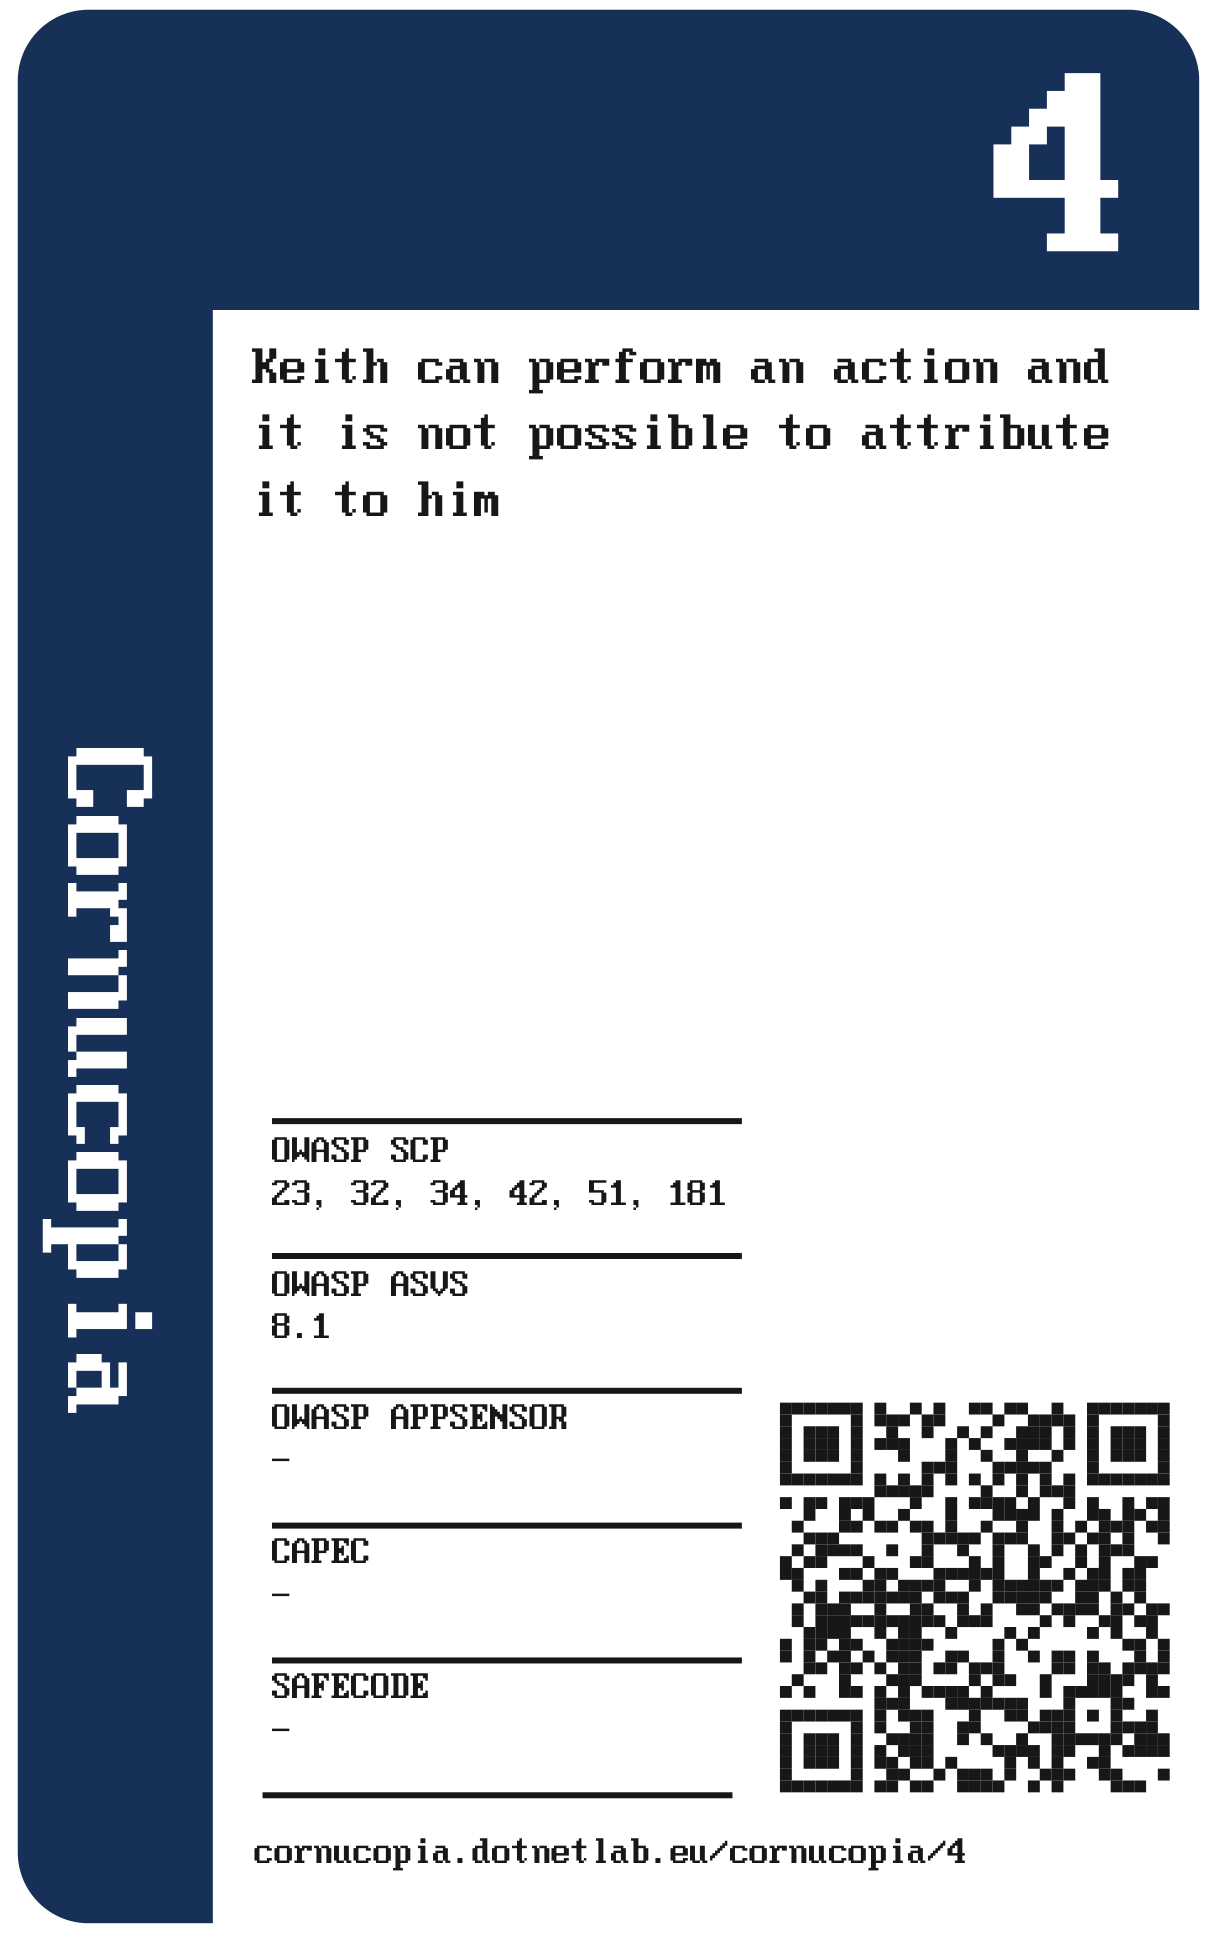 4
Keith can perform an action and
it is not possible to attribute
it to him
Cornucopia
OWASP SCP
23, 32, 34, 42, 51, 181
OWASP ASVS
8.1
OWASP APPSENSOR
–
CAPEC
–
SAFECODE
–
cornucopia.dotnetlab.eu/cornucopia/4